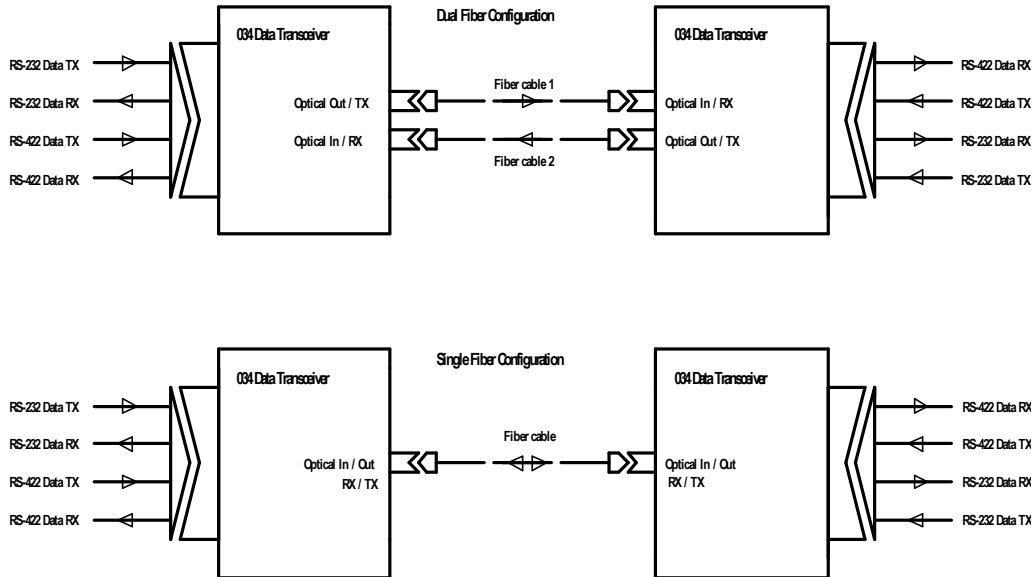 Dual Fiber Configuration
034 Data Transceiver
034 Data Transceiver
RS-232 Data TX
RS-232 Data RX
RS-422 Data TX
RS-422 Data RX
Optical Out / TX
Optical In / RX
Fiber cable 1
Fiber cable 2
Optical In / RX
Optical Out / TX
RS-422 Data RX
RS-422 Data TX
RS-232 Data RX
RS-232 Data TX
Single Fiber Configuration
034 Data Transceiver
034 Data Transceiver
RS-232 Data TX
RS-232 Data RX
RS-422 Data TX
RS-422 Data RX
Optical In / Out
RX / TX
Fiber cable
Optical In / Out
RX / TX
RS-422 Data RX
RS-422 Data TX
RS-232 Data RX
RS-232 Data TX